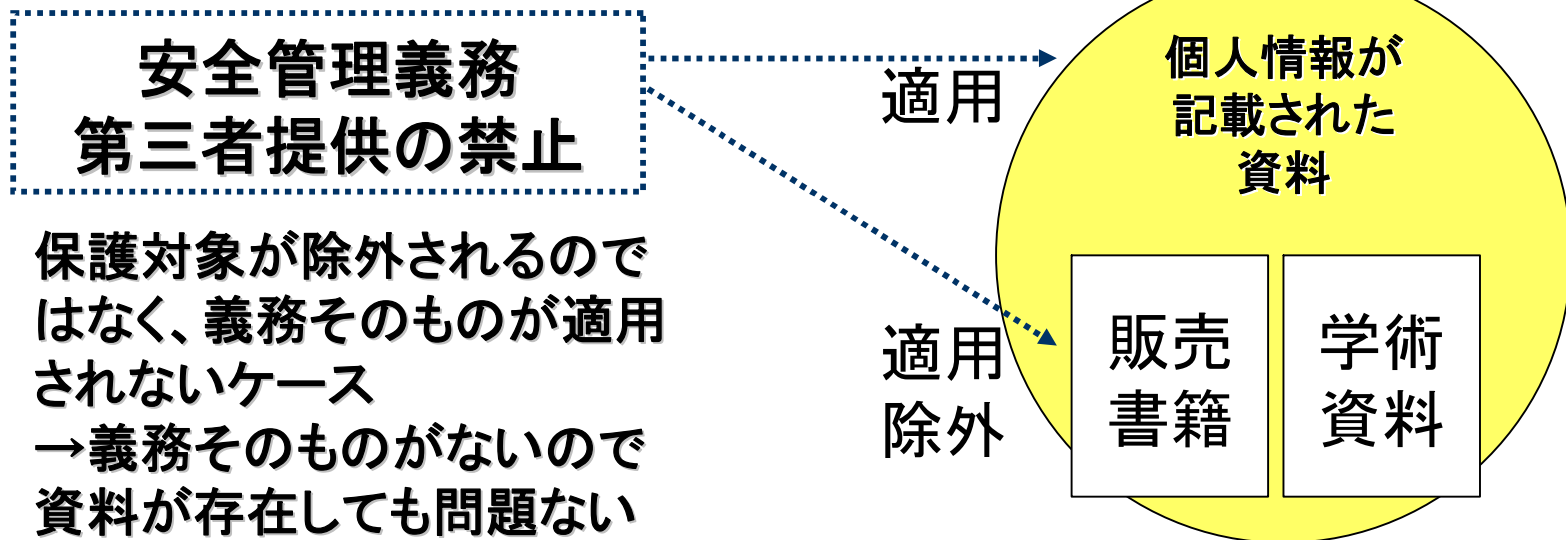 安全管理義務
第三者提供の禁止
保護対象が除外されるので
はなく、義務そのものが適用
されないケース
→義務そのものがないので
資料が存在しても問題ない
適用
適用
除外
個人情報が
記載された
資料
販売
書籍
学術
資料